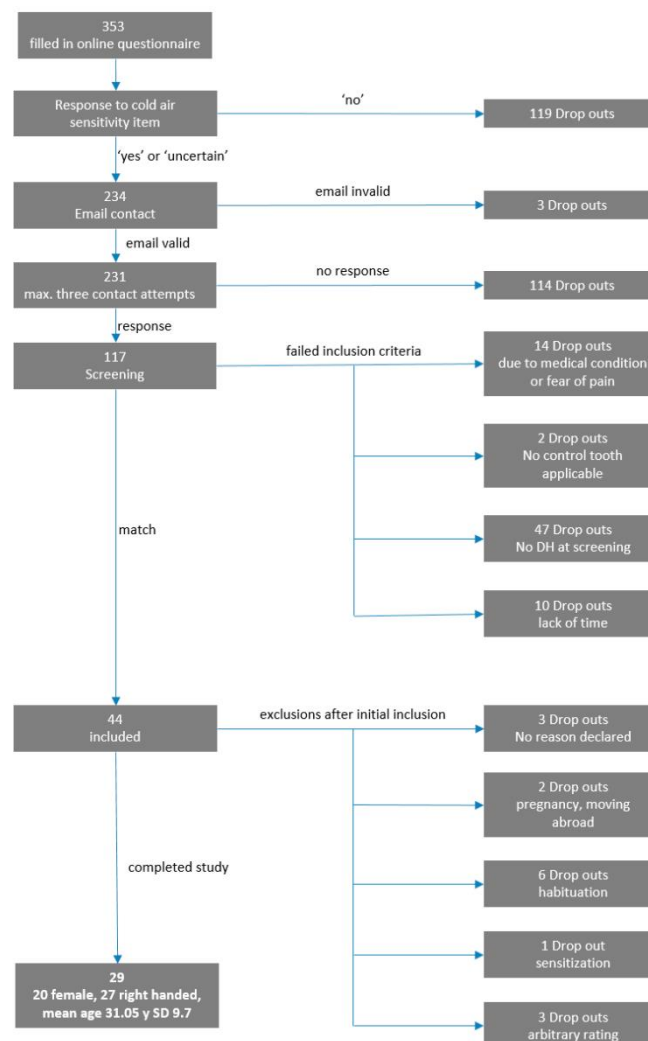 353
filled in online questionnaire
Response to cold air
sensitivity item
'no'
119 Drop outs
'yes' or 'uncertain'
234
Email contact
email invalid
3 Drop outs
email valid
231
max. three contact attempts
no response
114 Drop outs
response
117
Screening
failed inclusion criteria
14 Drop outs
due to medical condition
or fear of pain
2 Drop outs
No control tooth
applicable
match
47 Drop outs
No DH at screening
10 Drop outs
lack of time
44
included
exclusions after initial inclusion
3 Drop outs
No reason declared
2 Drop outs
pregnancy, moving
abroad
completed study
6 Drop outs
habituation
1 Drop out
sensitization
29
20 female, 27 right handed,
mean age 31.05 y SD 9.7
3 Drop outs
arbitrary rating